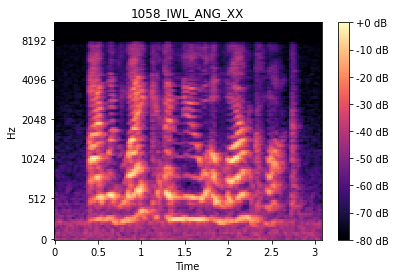 1058_IWL_ANG_XX
8192
4096
2048
1024
512
0
Hz
0 0.5 1 1.5 2 2.5 3
Time
+0 dB
-10 dB
-20 dB
-30 dB
-40 dB
-50 dB
-60 dB
-70 dB
-80 dB